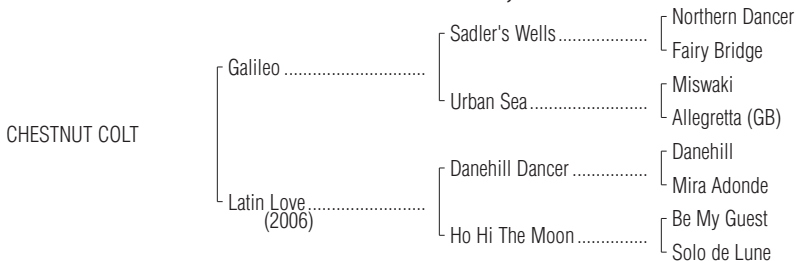 Northern Dancer
Sadler's Wells....................
Fairy Bridge
Galileo ..............................
Miswaki
Urban Sea..........................
Allegretta (GB)
CHESTNUT COLT
Danehill
Danehill Dancer ................
Mira Adonde
Latin Love..........................
(2006)
Be My Guest
Ho Hi The Moon...............
Solo de Lune